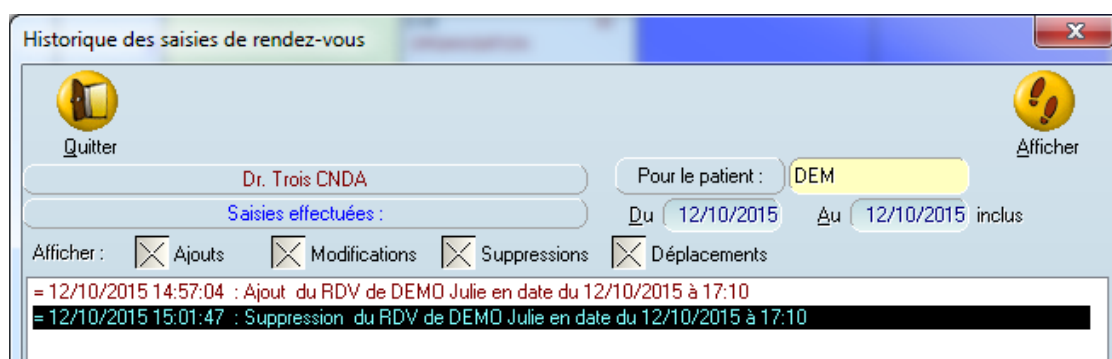 Historique des saisies de rendez-vous
Quitter
Afficher
Dr. Trois CNDA
Pour le patient : DEM
Saisies effectuées :
Du 12/10/2015 Au 12/10/2015 inclus
Afficher : Ajouts Modifications Suppressions Déplacements
= 12/10/2015 14:57:04 : Ajout du RDV de DEMO Julie en date du 12/10/2015 à 17:10
= 12/10/2015 15:01:47 : Suppression du RDV de DEMO Julie en date du 12/10/2015 à 17:10